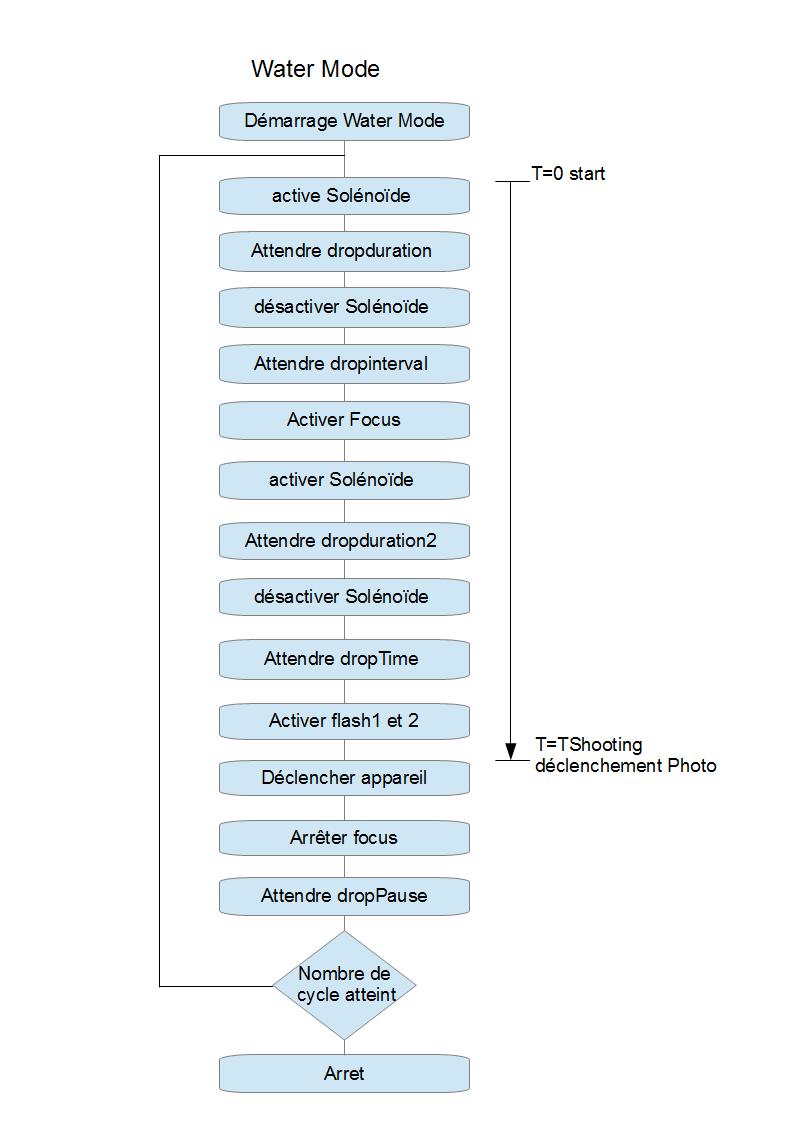 Water Mode
Démarrage Water Mode
T=0 start
active Solénoïde
Attendre dropduration
désactiver Solénoïde
Attendre dropinterval
Activer Focus
activer Solénoïde
Attendre dropduration2
désactiver Solénoïde
Attendre dropTime
Activer flash1 et 2
T=TShooting
déclenchement Photo
Déclencher appareil
Arrêter focus
Attendre dropPause
Nombre de
cycle atteint
Arret